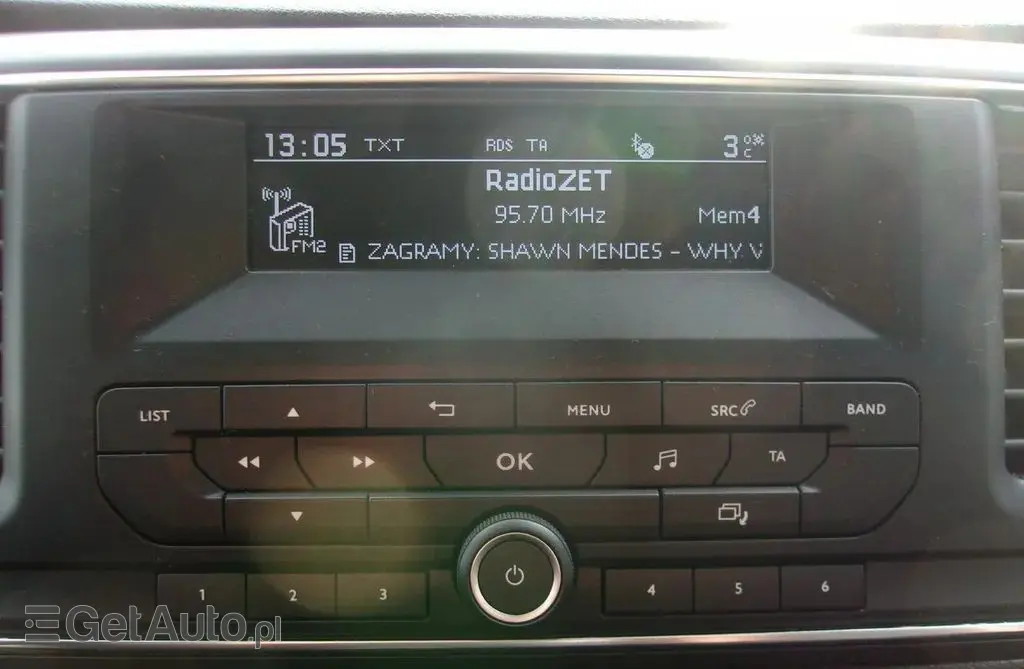 13:05 TXT RDS TA 3°C
RadioZET
95.70 MHz Mem4
FM2 ZAGRAMY: SHAWN MENDES - WHY
LIST MENU SRC BAND
OK TA
1 2 3 4 5 6
GetAuto.pl